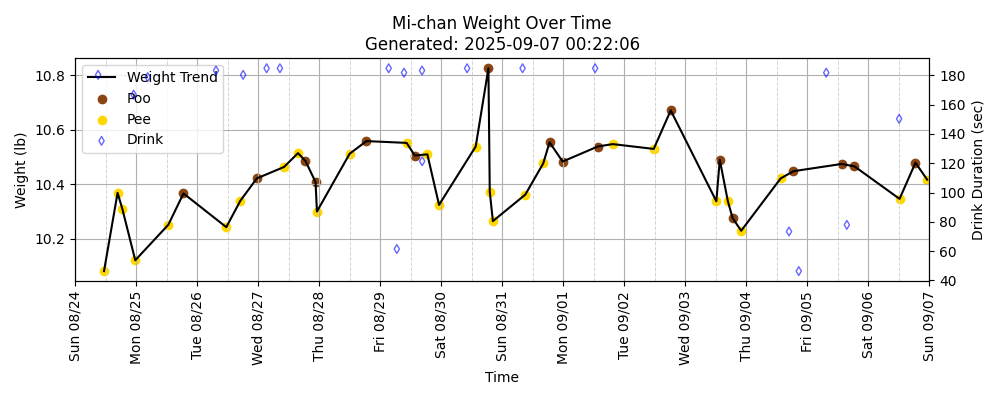 Mi-chan Weight Over Time
Generated: 2025-09-07 00:22:06
Weight (lb)
10.8
10.6
10.4
10.2
Weight Trend
Poo
Pee
Drink
180
160
140
120
100
80
60
40
Drink Duration (sec)
Sun 08/24
Mon 08/25
Tue 08/26
Wed 08/27
Thu 08/28
Fri 08/29
Sat 08/30
Sun 08/31
Mon 09/01
Tue 09/02
Wed 09/03
Thu 09/04
Fri 09/05
Sat 09/06
Sun 09/07
Time